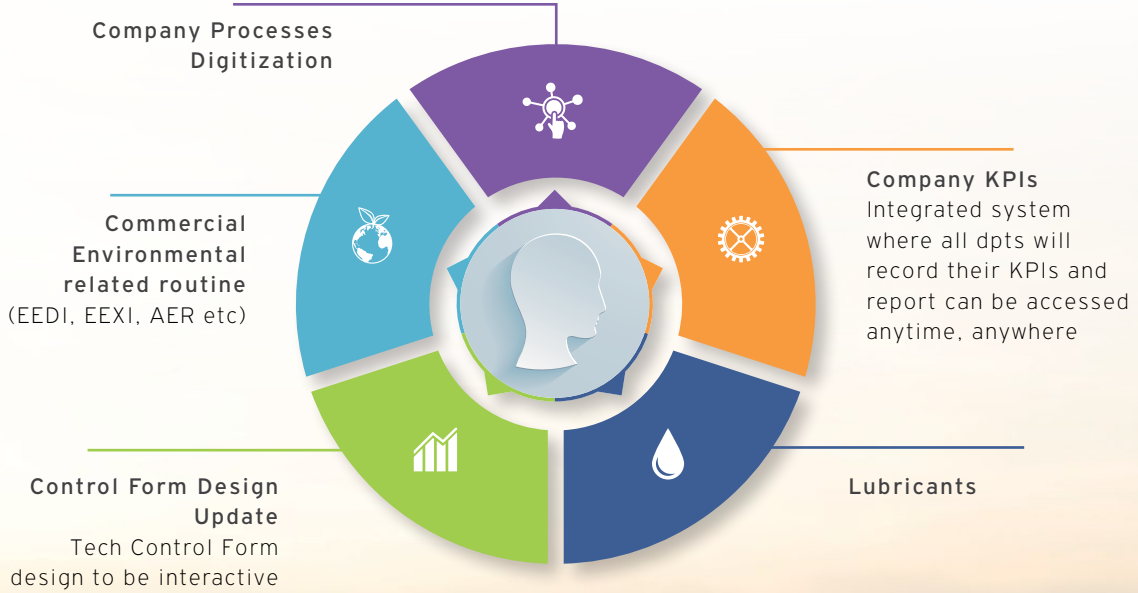 Company Processes
Digitization
Company KPIs
Integrated system
where all dpts will
record their KPIs and
report can be accessed
anytime, anywhere
Commercial
Environmental
related routine
(EEDI, EEXI, AER etc)
Control Form Design
Update
Tech Control Form
design to be interactive
Lubricants